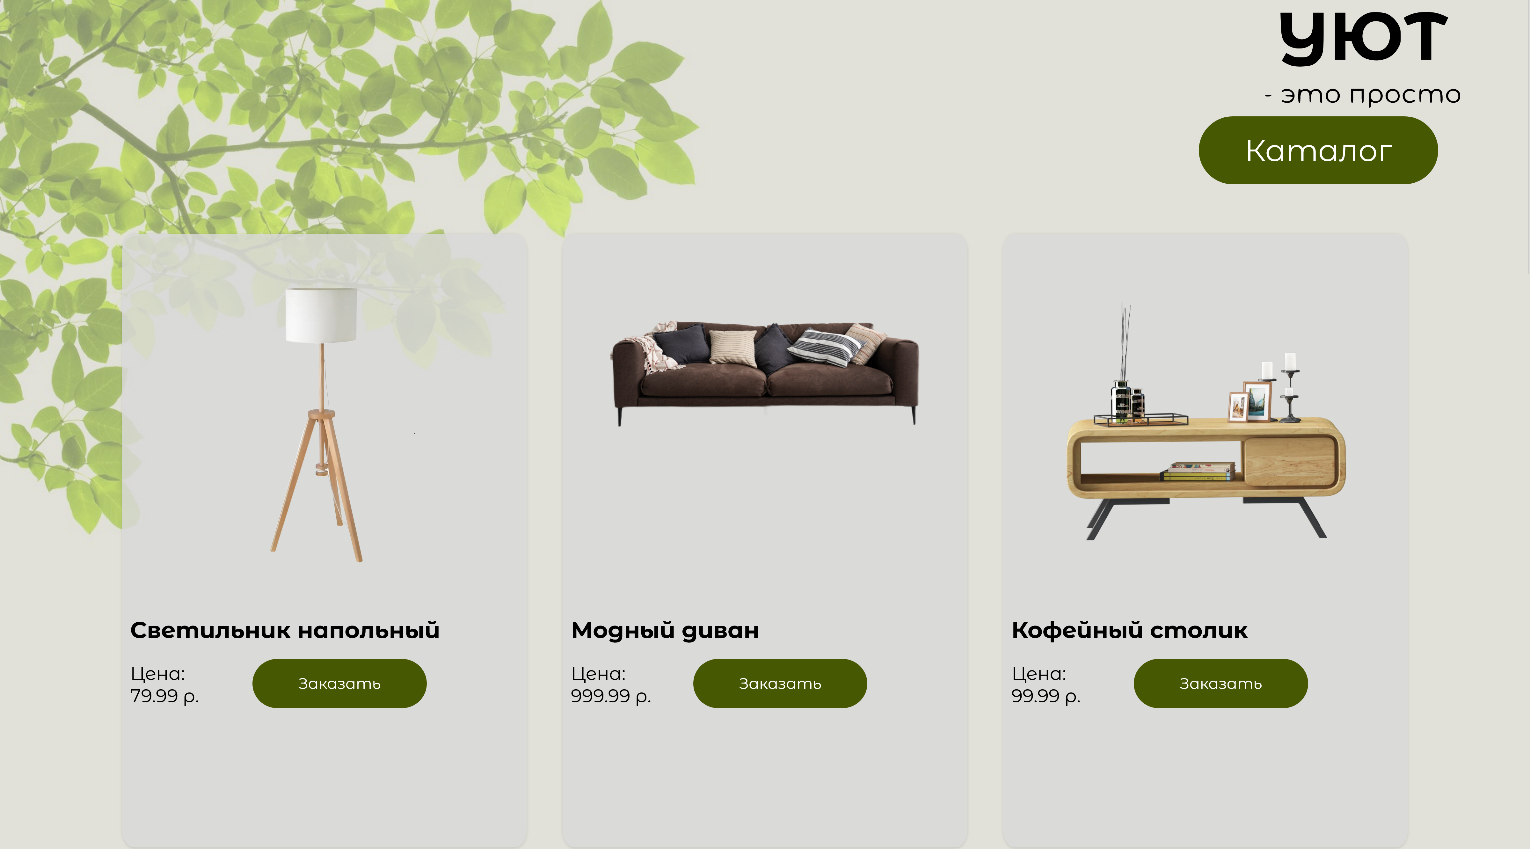 уют
- это просто
Каталог
Светильник напольный
Цена:
79.99 р.
Заказать
Модный диван
Цена:
999.99 р.
Заказать
Кофейный столик
Цена:
99.99 р.
Заказать